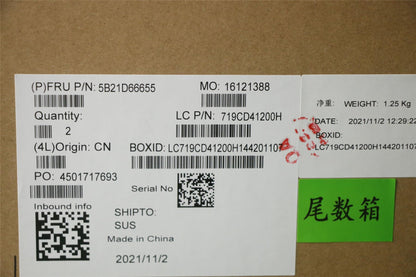 (P)FRU P/N: 5B21D66655
MO: 16121388
Quantity:
2
LC P/N: 719CD41200H
(4L)Origin: CN
BOXID: LC719CD41200H144201107
PO: 4501717693
Serial No
Inbound info
SHIPTO:
SUS
Made in China
2021/11/2
净重: WEIGHT: 1.25 Kg
DATE: 2021/11/2 12:29:22
BOXID:
LC719CD41200H144201107
尾数箱